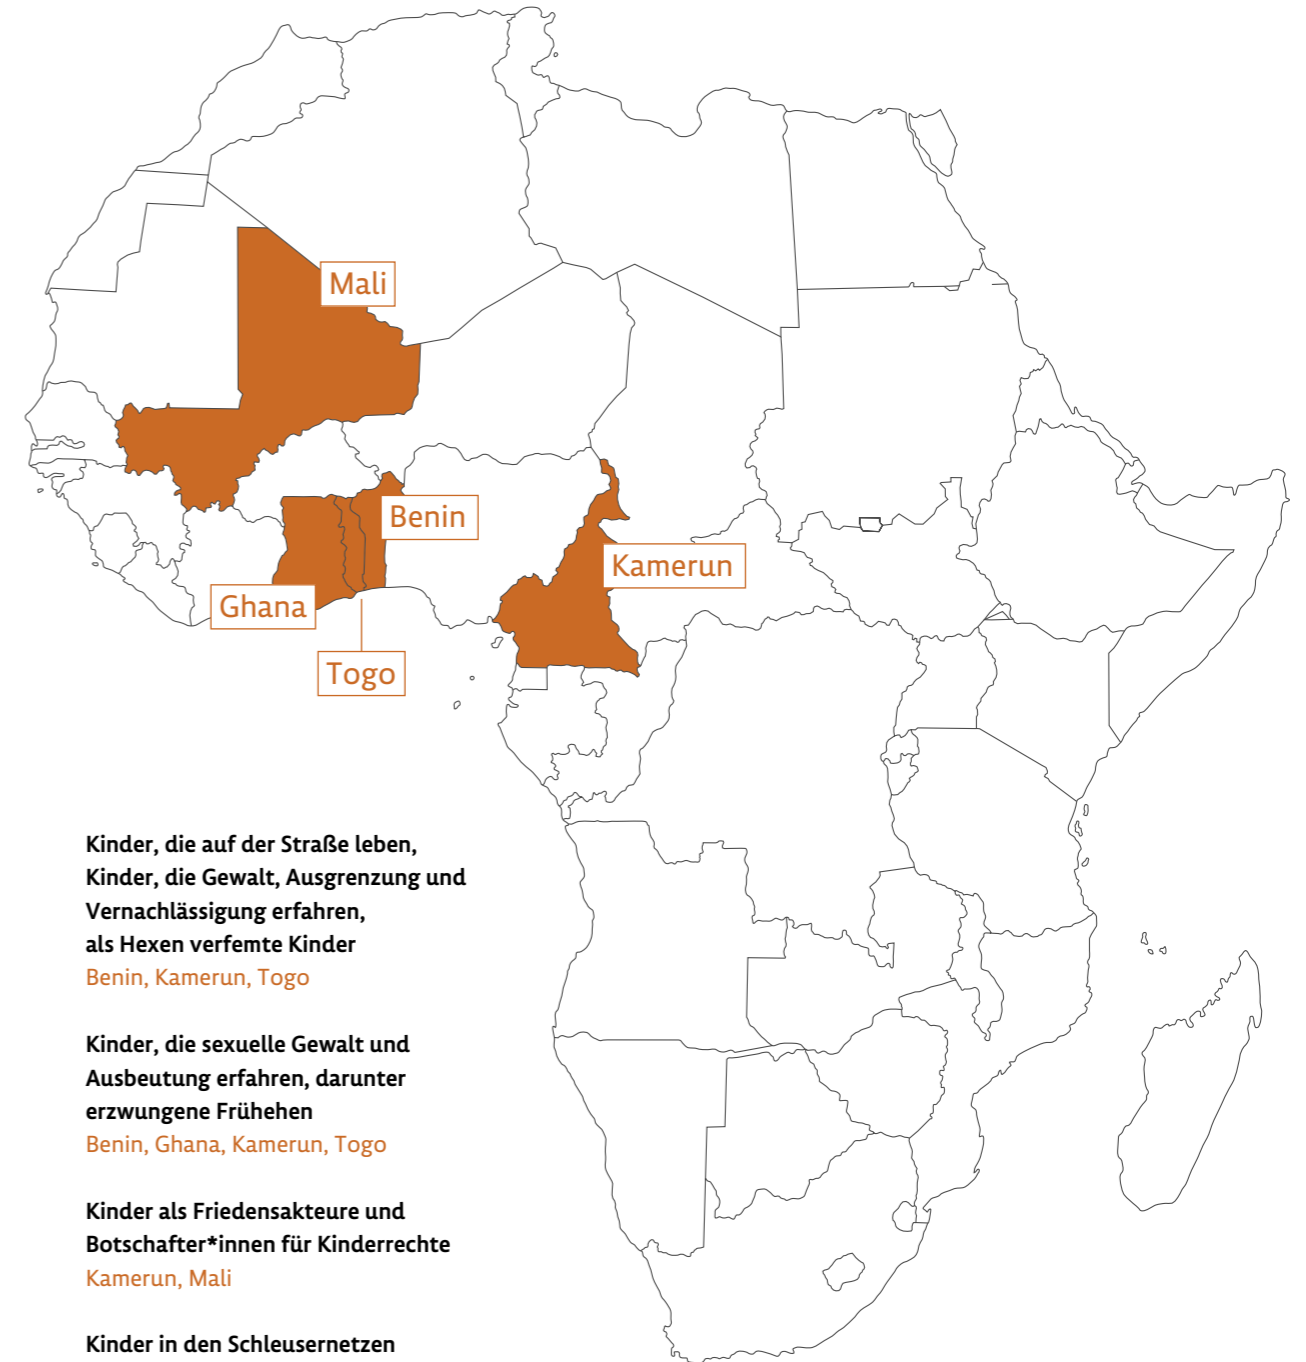 Mali
Benin
Kamerun
Ghana
Togo
Kinder, die auf der Straße leben,
Kinder, die Gewalt, Ausgrenzung und
Vernachlässigung erfahren,
als Hexen verfemte Kinder
Benin, Kamerun, Togo
Kinder, die sexuelle Gewalt und
Ausbeutung erfahren, darunter
erzwungene Frühehen
Benin, Ghana, Kamerun, Togo
Kinder als Friedensakteure und
Botschafter*innen für Kinderrechte
Kamerun, Mali
Kinder in den Schleusernetzen